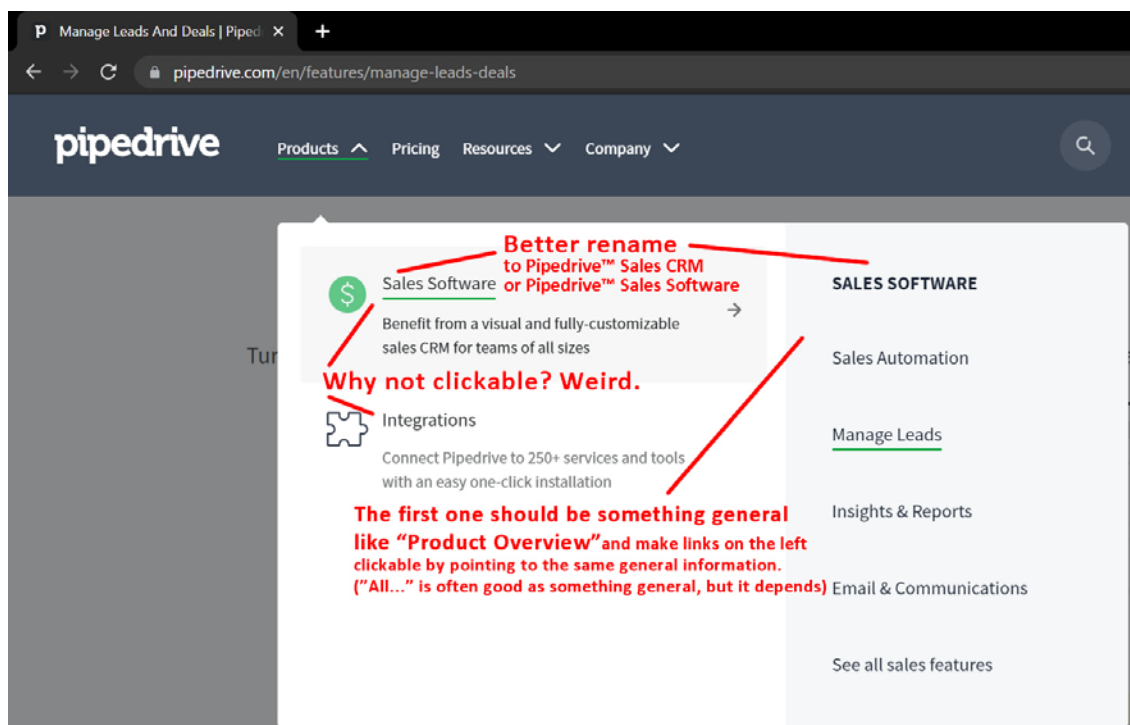 Manage Leads And Deals | Piped
pipedrive.com/en/features/manage-leads-deals
pipedrive
Products
Pricing
Resources
Company
Tur
Better rename
to Pipedrive™ Sales CRM
or Pipedrive™ Sales Software
Sales Software
Benefit from a visual and fully-customizable
sales CRM for teams of all sizes
Why not clickable? Weird.
Integrations
Connect Pipedrive to 250+ services and tools
with an easy one-click installation
The first one should be something general
like “Product Overview” and make links on the left
clickable by pointing to the same general information.
(”All...” is often good as something general, but it depends)
SALES SOFTWARE
Sales Automation
Manage Leads
Insights & Reports
Email & Communications
See all sales features